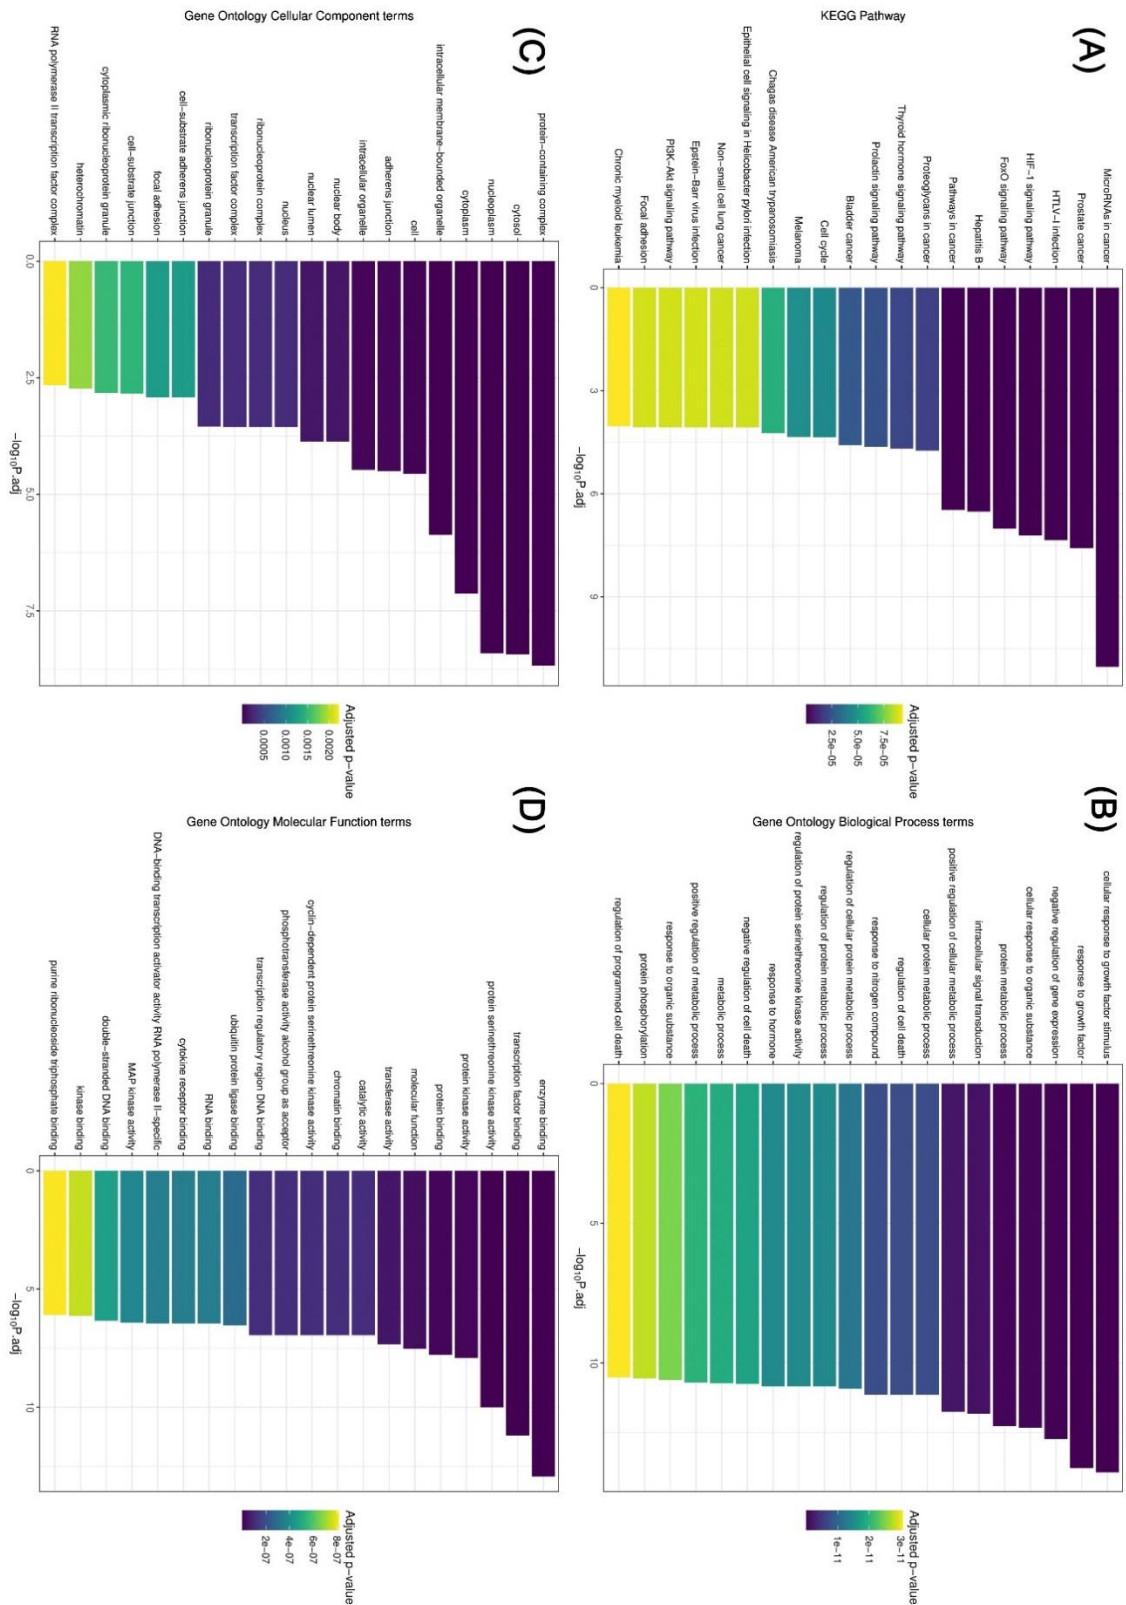 (A)
KEGG Pathway
MicroRNAs in cancer
Prostate cancer
HTLV-I infection
HIF-1 signaling pathway
FoxO signaling pathway
Hepatitis B
Pathways in cancer
Proteoglycans in cancer
Thyroid hormone signaling pathway
Prolactin signaling pathway
Bladder cancer
Cell cycle
Melanoma
Chagas disease American trypanosomiasis
Epithelial cell signaling in Helicobacter pylori infection
Non-small cell lung cancer
Epstein-Barr virus infection
PI3K-Akt signaling pathway
Focal adhesion
Chronic myeloid leukemia
0
3
6
9
-log10P.adj
Adjusted p-value
2.5e-05
5.0e-05
7.5e-05
(B)
Gene Ontology Biological Process terms
cellular response to growth factor stimulus
response to growth factor
negative regulation of gene expression
cellular response to organic substance
protein metabolic process
intracellular signal transduction
positive regulation of cellular metabolic process
cellular protein metabolic process
regulation of cell death
response to nitrogen compound
regulation of cellular protein metabolic process
regulation of protein metabolic process
regulation of protein serinethreonine kinase activity
response to hormone
negative regulation of cell death
metabolic process
positive regulation of metabolic process
response to organic substance
protein phosphorylation
regulation of programmed cell death
0
5
10
-log10P.adj
Adjusted p-value
1e-11
2e-11
3e-11
(C)
Gene Ontology Cellular Component terms
protein-containing complex
cytosol
nucleoplasm
cytoplasm
intracellular membrane-bounded organelle
cell
adherens junction
intracellular organelle
nuclear body
nuclear lumen
nucleus
ribonucleoprotein complex
transcription factor complex
ribonucleoprotein granule
cell-substrate adherens junction
focal adhesion
cell-substrate junction
cytoplasmic ribonucleoprotein granule
heterochromatin
RNA polymerase II transcription factor complex
0.0
2.5
5.0
7.5
-log10P.adj
Adjusted p-value
0.0005
0.0010
0.0015
0.0020
(D)
Gene Ontology Molecular Function terms
enzyme binding
transcription factor binding
protein serinethreonine kinase activity
protein kinase activity
protein binding
molecular function
transferase activity
catalytic activity
chromatin binding
cyclin-dependent protein serinethreonine kinase activity
phosphotransferase activity alcohol group as acceptor
transcription regulatory region DNA binding
ubiquitin protein ligase binding
RNA binding
cytokine receptor binding
DNA-binding transcription activator activity RNA polymerase II-specific
MAP kinase activity
double-stranded DNA binding
kinase binding
purine ribonucleoside triphosphate binding
0
5
10
-log10P.adj
Adjusted p-value
2e-07
4e-07
6e-07
8e-07